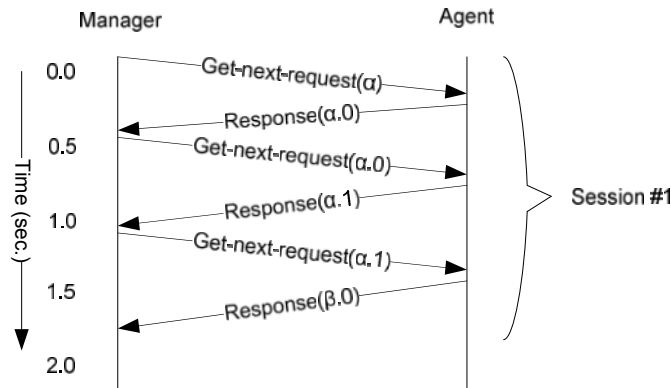 Manager
Agent
0.0
Get-next-request(α)
Response(α.0)
0.5
Get-next-request(α.0)
Response(α.1)
1.0
Get-next-request(α.1)
1.5
Response(β.0)
2.0
Time (sec.)
Session #1